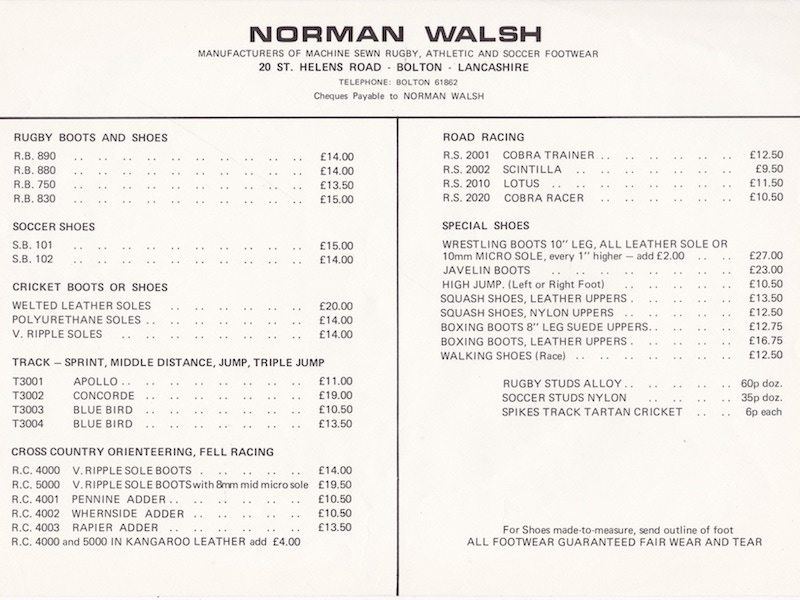 NORMAN WALSH
MANUFACTURERS OF MACHINE SEWN RUGBY, ATHLETIC AND SOCCER FOOTWEAR
20 ST. HELENS ROAD - BOLTON - LANCASHIRE
TELEPHONE: BOLTON 61862
Cheques Payable to NORMAN WALSH
RUGBY BOOTS AND SHOES
R.B. 890 .. .. .. .. .. .. .. .. .. £14.00
R.B. 880 .. .. .. .. .. .. .. .. .. £14.00
R.B. 750 .. .. .. .. .. .. .. .. .. £13.50
R.B. 830 .. .. .. .. .. .. .. .. .. £15.00
SOCCER SHOES
S.B. 101 .. .. .. .. .. .. .. .. .. £15.00
S.B. 102 .. .. .. .. .. .. .. .. .. £14.00
CRICKET BOOTS OR SHOES
WELTED LEATHER SOLES .. .. .. .. .. .. £20.00
POLYURETHANE SOLES .. .. .. .. .. .. .. £14.00
V. RIPPLE SOLES .. .. .. .. .. .. .. .. £14.00
TRACK – SPRINT, MIDDLE DISTANCE, JUMP, TRIPLE JUMP
T3001 APOLLO .. .. .. .. .. .. .. .. £11.00
T3002 CONCORDE .. .. .. .. .. .. .. £19.00
T3003 BLUE BIRD .. .. .. .. .. .. .. £10.50
T3004 BLUE BIRD .. .. .. .. .. .. .. £13.50
CROSS COUNTRY ORIENTEERING, FELL RACING
R.C. 4000 V. RIPPLE SOLE BOOTS . .. .. .. .. £14.00
R.C. 5000 V. RIPPLE SOLE BOOTS with 8mm mid micro sole £19.50
R.C. 4001 PENNINE ADDER .. .. .. .. .. .. £10.50
R.C. 4002 WHERNSIDE ADDER .. .. .. .. .. £10.50
R.C. 4003 RAPIER ADDER .. .. .. .. .. .. £13.50
R.C. 4000 and 5000 IN KANGAROO LEATHER add £4.00
ROAD RACING
R.S. 2001 COBRA TRAINER .. .. .. .. .. .. £12.50
R.S. 2002 SCINTILLA .. .. .. .. .. .. .. £9.50
R.S. 2010 LOTUS .. .. .. .. .. .. .. .. £11.50
R.S. 2020 COBRA RACER .. .. .. .. .. .. £10.50
SPECIAL SHOES
WRESTLING BOOTS 10" LEG, ALL LEATHER SOLE OR
10mm MICRO SOLE, every 1" higher – add £2.00 .. .. £27.00
JAVELIN BOOTS .. .. .. .. .. .. .. .. £23.00
HIGH JUMP. (Left or Right Foot) .. .. .. .. .. £10.50
SQUASH SHOES, LEATHER UPPERS . .. .. .. .. £13.50
SQUASH SHOES, NYLON UPPERS .. .. .. .. .. £12.50
BOXING BOOTS 8" LEG SUEDE UPPERS .. .. .. .. £12.75
BOXING BOOTS, LEATHER UPPERS . .. .. .. .. £16.75
WALKING SHOES (Race) .. .. .. .. .. .. .. £12.50
RUGBY STUDS ALLOY .. .. .. .. .. 60p doz.
SOCCER STUDS NYLON .. .. .. .. 35p doz.
SPIKES TRACK TARTAN CRICKET .. .. 6p each
For Shoes made-to-measure, send outline of foot
ALL FOOTWEAR GUARANTEED FAIR WEAR AND TEAR